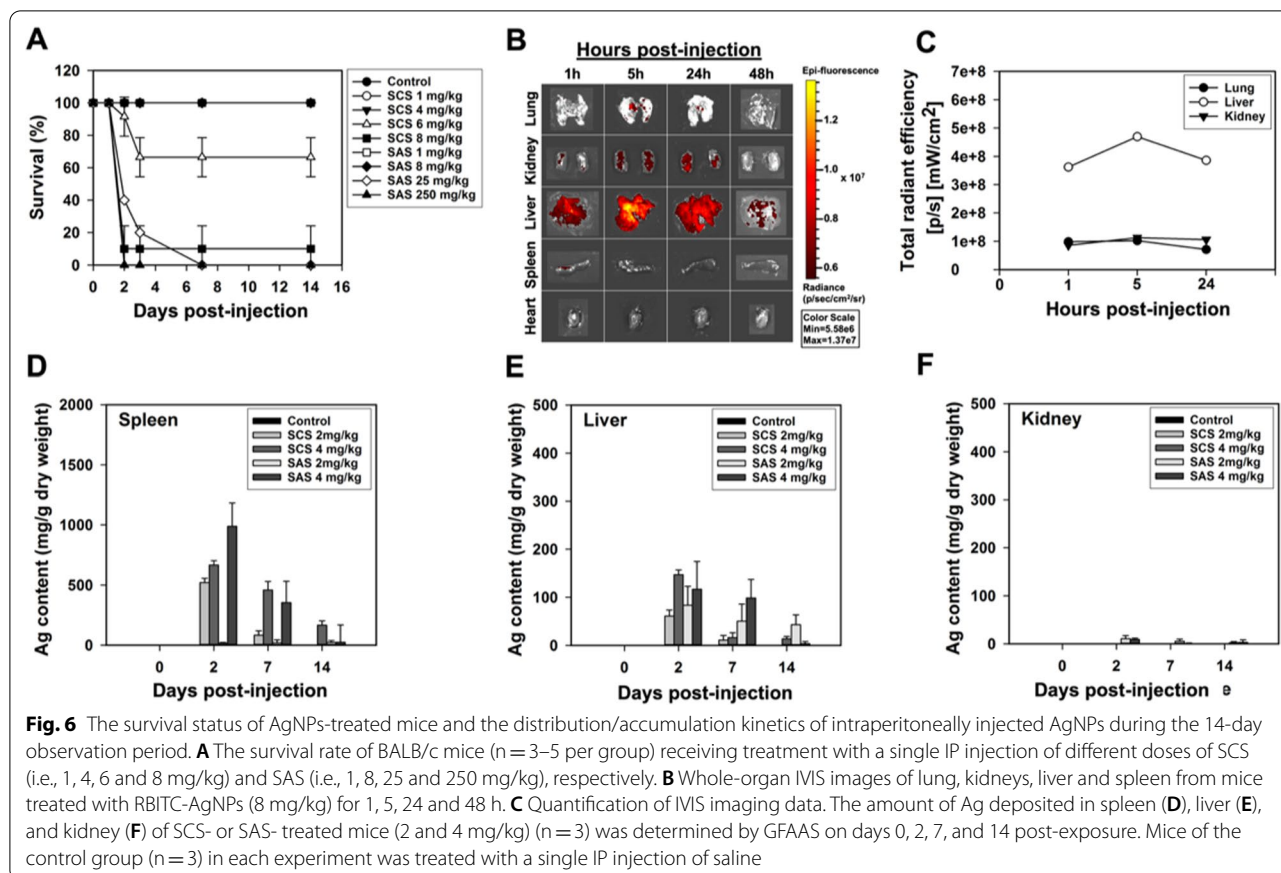 A
Survival (%)
120
100
80
60
40
20
0
0 2 4 6 8 10 12 14 16
Days post-injection
Control
SCS 1 mg/kg
SCS 4 mg/kg
SCS 6 mg/kg
SCS 8 mg/kg
SAS 1 mg/kg
SAS 8 mg/kg
SAS 25 mg/kg
SAS 250 mg/kg
B
Hours post-injection
1h 5h 24h 48h
Lung
Kidney
Liver
Spleen
Heart
Epi-fluorescence
1.2
1.0
0.8
0.6
x 10⁷
Radiance
(p/sec/cm²/sr)
Color Scale
Min=5.58e6
Max=1.37e7
C
Total radiant efficiency
[p/s] [mW/cm2]
7e+8
6e+8
5e+8
4e+8
3e+8
2e+8
1e+8
0
1 5 24
Hours post-injection
Lung
Liver
Kidney
D
Spleen
Ag content (mg/g dry weight)
2000
1500
1000
500
0
0 2 7 14
Days post-injection
Control
SCS 2mg/kg
SCS 4 mg/kg
SAS 2mg/kg
SAS 4 mg/kg
E
Liver
Ag content (mg/g dry weight)
500
400
300
200
100
0
0 2 7 14
Days post-injection
Control
SCS 2mg/kg
SCS 4 mg/kg
SAS 2mg/kg
SAS 4 mg/kg
F
Kidney
Ag content (mg/g dry weight)
500
400
300
200
100
0
0 2 7 14
Days post-injection e
Control
SCS 2mg/kg
SCS 4 mg/kg
SAS 2mg/kg
SAS 4 mg/kg
Fig. 6 The survival status of AgNPs-treated mice and the distribution/accumulation kinetics of intraperitoneally injected AgNPs during the 14-day
observation period. A The survival rate of BALB/c mice (n = 3–5 per group) receiving treatment with a single IP injection of different doses of SCS
(i.e., 1, 4, 6 and 8 mg/kg) and SAS (i.e., 1, 8, 25 and 250 mg/kg), respectively. B Whole-organ IVIS images of lung, kidneys, liver and spleen from mice
treated with RBITC-AgNPs (8 mg/kg) for 1, 5, 24 and 48 h. C Quantification of IVIS imaging data. The amount of Ag deposited in spleen (D), liver (E),
and kidney (F) of SCS- or SAS- treated mice (2 and 4 mg/kg) (n = 3) was determined by GFAAS on days 0, 2, 7, and 14 post-exposure. Mice of the
control group (n = 3) in each experiment was treated with a single IP injection of saline